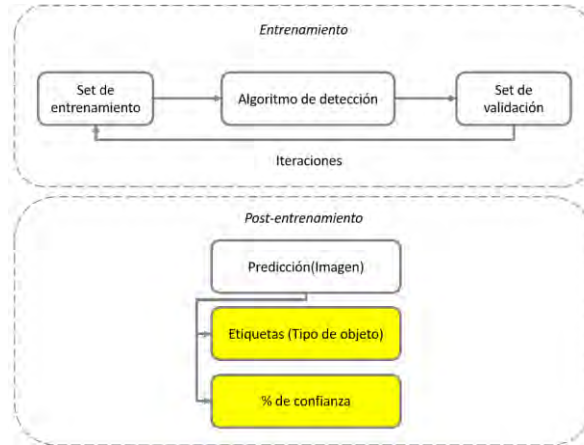 Entrenamiento
Set de
entrenamiento
Algoritmo de detección
Set de
validación
Iteraciones
Post-entrenamiento
Predicción(Imagen)
Etiquetas (Tipo de objeto)
% de confianza